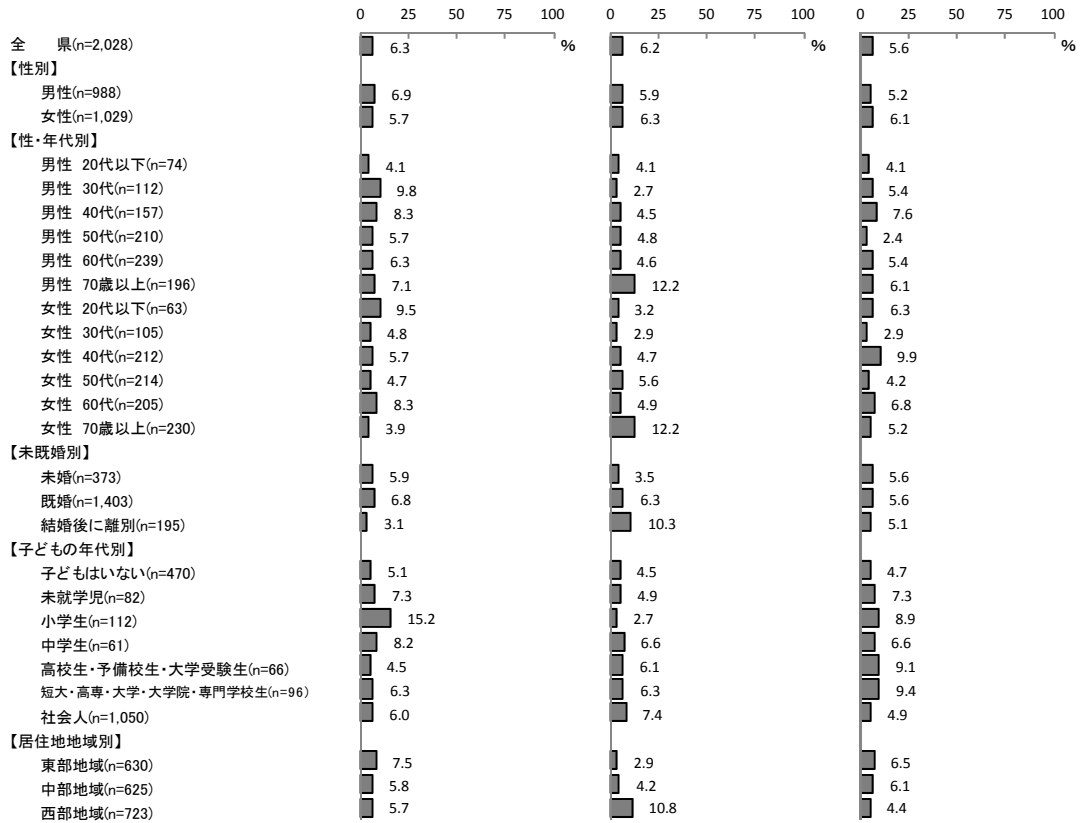 0 25 50 75 100 0 25 50 75 100 0 25 50 75 100
全 県(n=2,028) 6.3 % 6.2 % 5.6 %
【性別】
男性(n=988) 6.9 5.9 5.2
女性(n=1,029) 5.7 6.3 6.1
【性・年代別】
男性 20代以下(n=74) 4.1 4.1 4.1
男性 30代(n=112) 9.8 2.7 5.4
男性 40代(n=157) 8.3 4.5 7.6
男性 50代(n=210) 5.7 4.8 2.4
男性 60代(n=239) 6.3 4.6 5.4
男性 70歳以上(n=196) 7.1 12.2 6.1
女性 20代以下(n=63) 9.5 3.2 6.3
女性 30代(n=105) 4.8 2.9 2.9
女性 40代(n=212) 5.7 4.7 9.9
女性 50代(n=214) 4.7 5.6 4.2
女性 60代(n=205) 8.3 4.9 6.8
女性 70歳以上(n=230) 3.9 12.2 5.2
【未既婚別】
未婚(n=373) 5.9 3.5 5.6
既婚(n=1,403) 6.8 6.3 5.6
結婚後に離別(n=195) 3.1 10.3 5.1
【子どもの年代別】
子どもはいない(n=470) 5.1 4.5 4.7
未就学児(n=82) 7.3 4.9 7.3
小学生(n=112) 15.2 2.7 8.9
中学生(n=61) 8.2 6.6 6.6
高校生・予備校生・大学受験生(n=66) 4.5 6.1 9.1
短大・高専・大学・大学院・専門学校生(n=96) 6.3 6.3 9.4
社会人(n=1,050) 6.0 7.4 4.9
【居住地地域別】
東部地域(n=630) 7.5 2.9 6.5
中部地域(n=625) 5.8 4.2 6.1
西部地域(n=723) 5.7 10.8 4.4